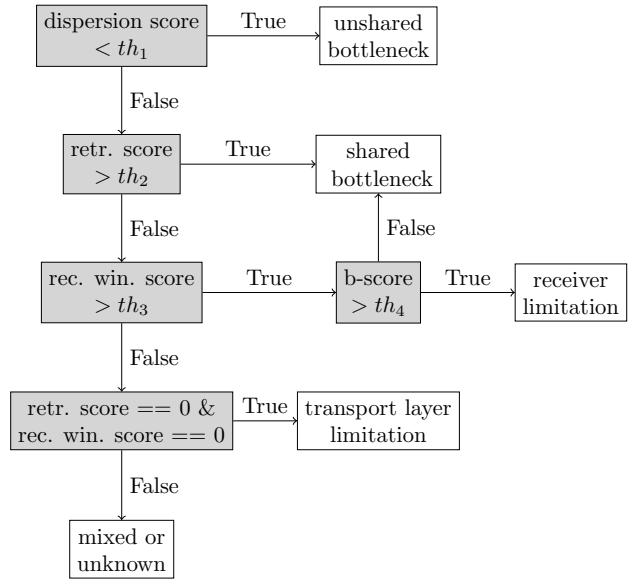 dispersion score
< th₁
True
unshared
bottleneck
False
retr. score
> th₂
True
shared
bottleneck
False
False
rec. win. score
> th₃
True
b-score
> th₄
True
receiver
limitation
False
retr. score == 0 &
rec. win. score == 0
True
transport layer
limitation
False
mixed or
unknown